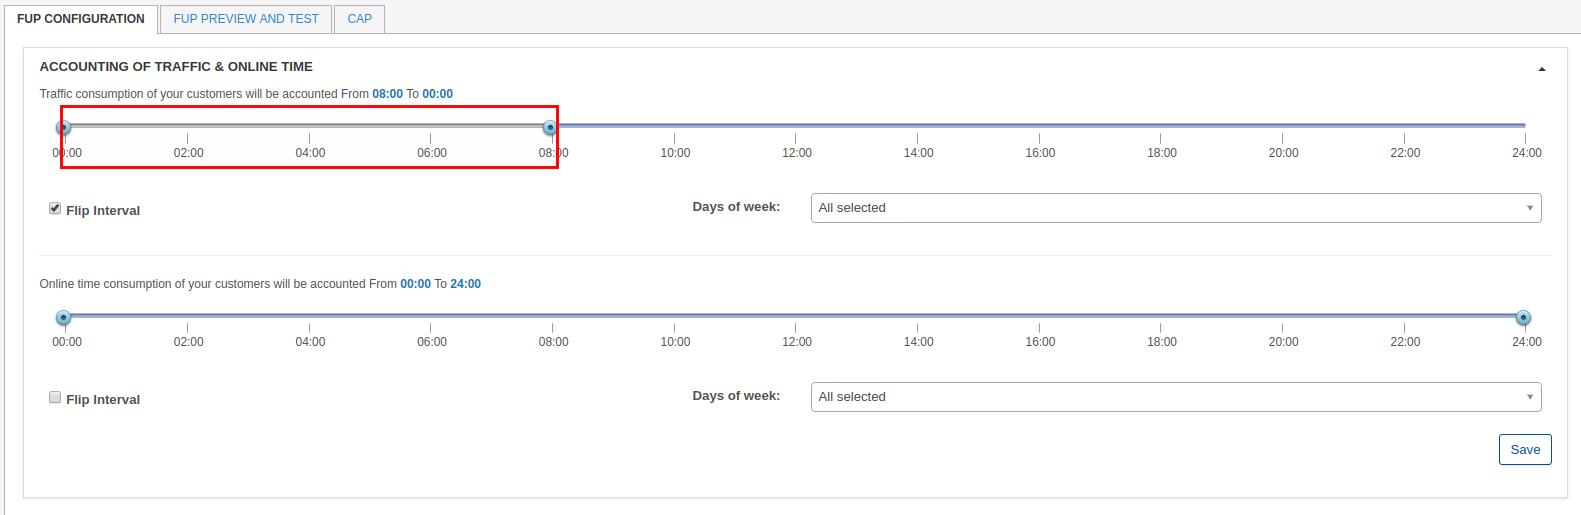 FUP CONFIGURATION FUP PREVIEW AND TEST CAP
ACCOUNTING OF TRAFFIC & ONLINE TIME
Traffic consumption of your customers will be accounted From 08:00 To 00:00
00:00 02:00 04:00 06:00 08:00 10:00 12:00 14:00 16:00 18:00 20:00 22:00 24:00
Flip Interval Days of week: All selected
Online time consumption of your customers will be accounted From 00:00 To 24:00
00:00 02:00 04:00 06:00 08:00 10:00 12:00 14:00 16:00 18:00 20:00 22:00 24:00
Flip Interval Days of week: All selected
Save